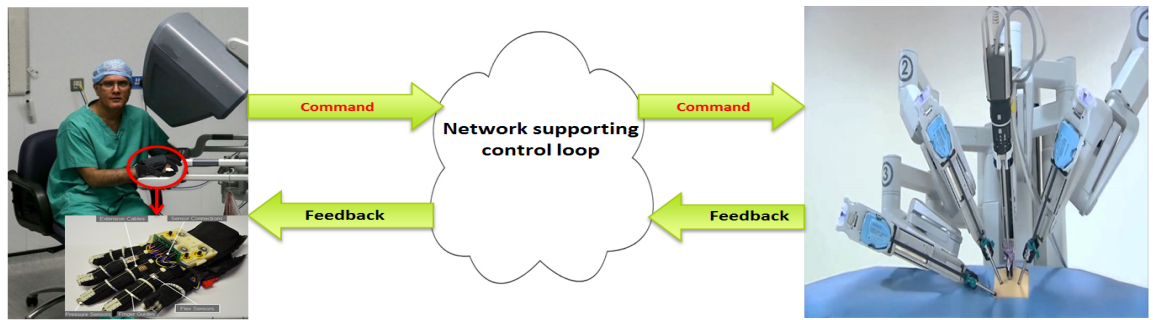 Command
Command
Network supporting
control loop
Feedback
Feedback
Extension Cables
Sensor Connections
Flex Sensors
Pressure Sensors
Finger Guides
2
3